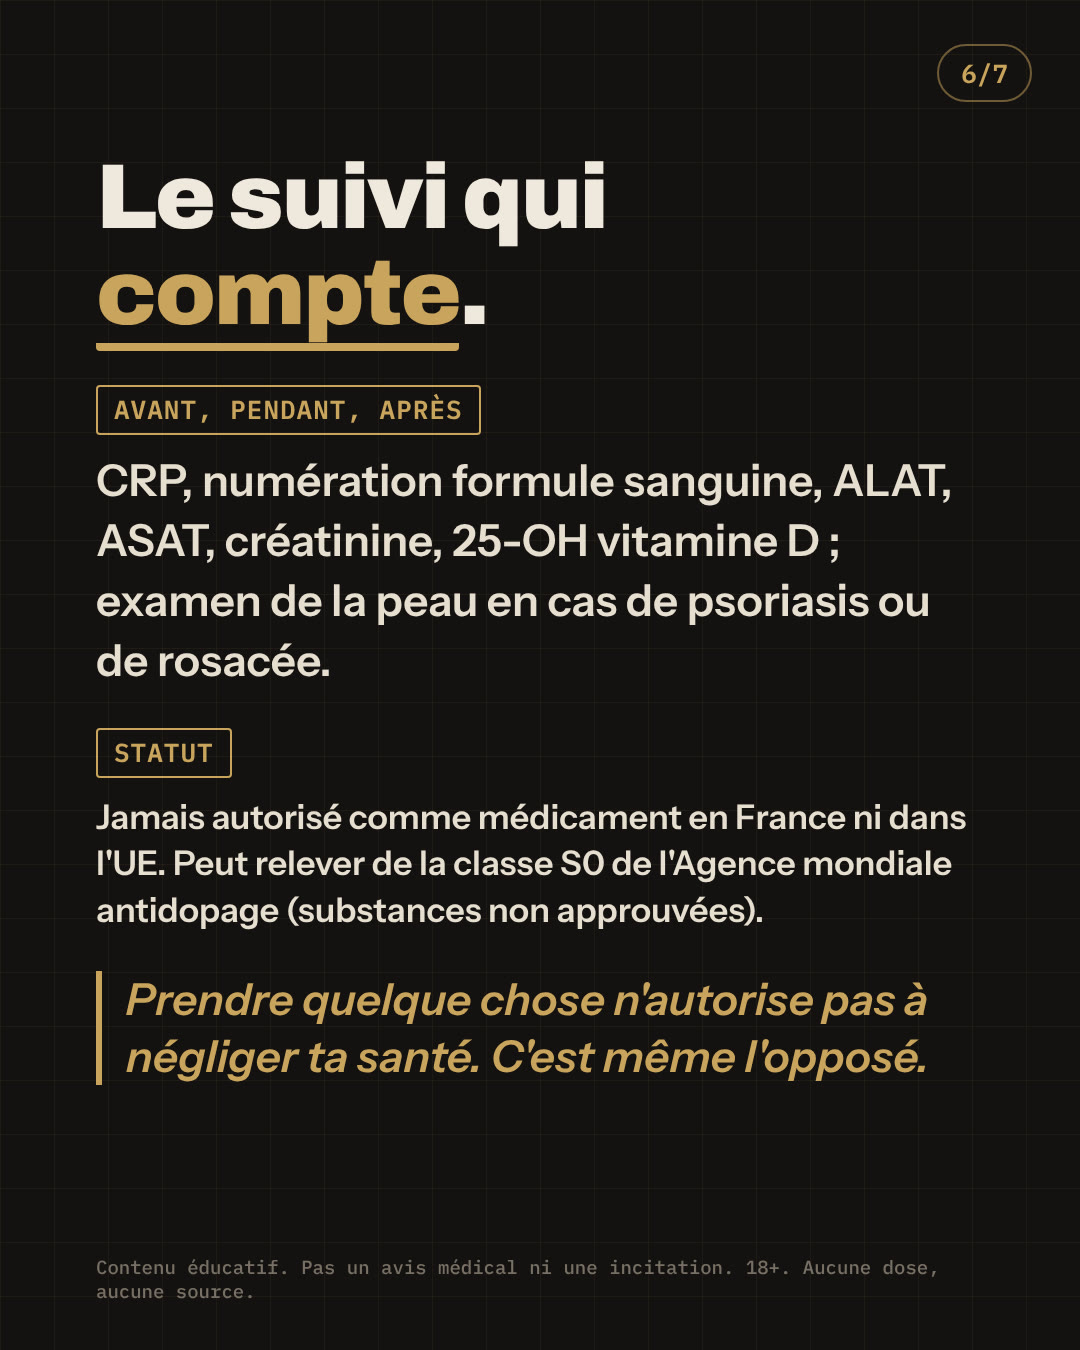 6/7
Le suivi qui
compte.
AVANT, PENDANT, APRÈS
CRP, numération formule sanguine, ALAT,
ASAT, créatinine, 25-OH vitamine D ;
examen de la peau en cas de psoriasis ou
de rosacée.
STATUT
Jamais autorisé comme médicament en France ni dans
l'UE. Peut relever de la classe S0 de l'Agence mondiale
antidopage (substances non approuvées).
Prendre quelque chose n'autorise pas à
négliger ta santé. C'est même l'opposé.
Contenu éducatif. Pas un avis médical ni une incitation. 18+. Aucune dose,
aucune source.